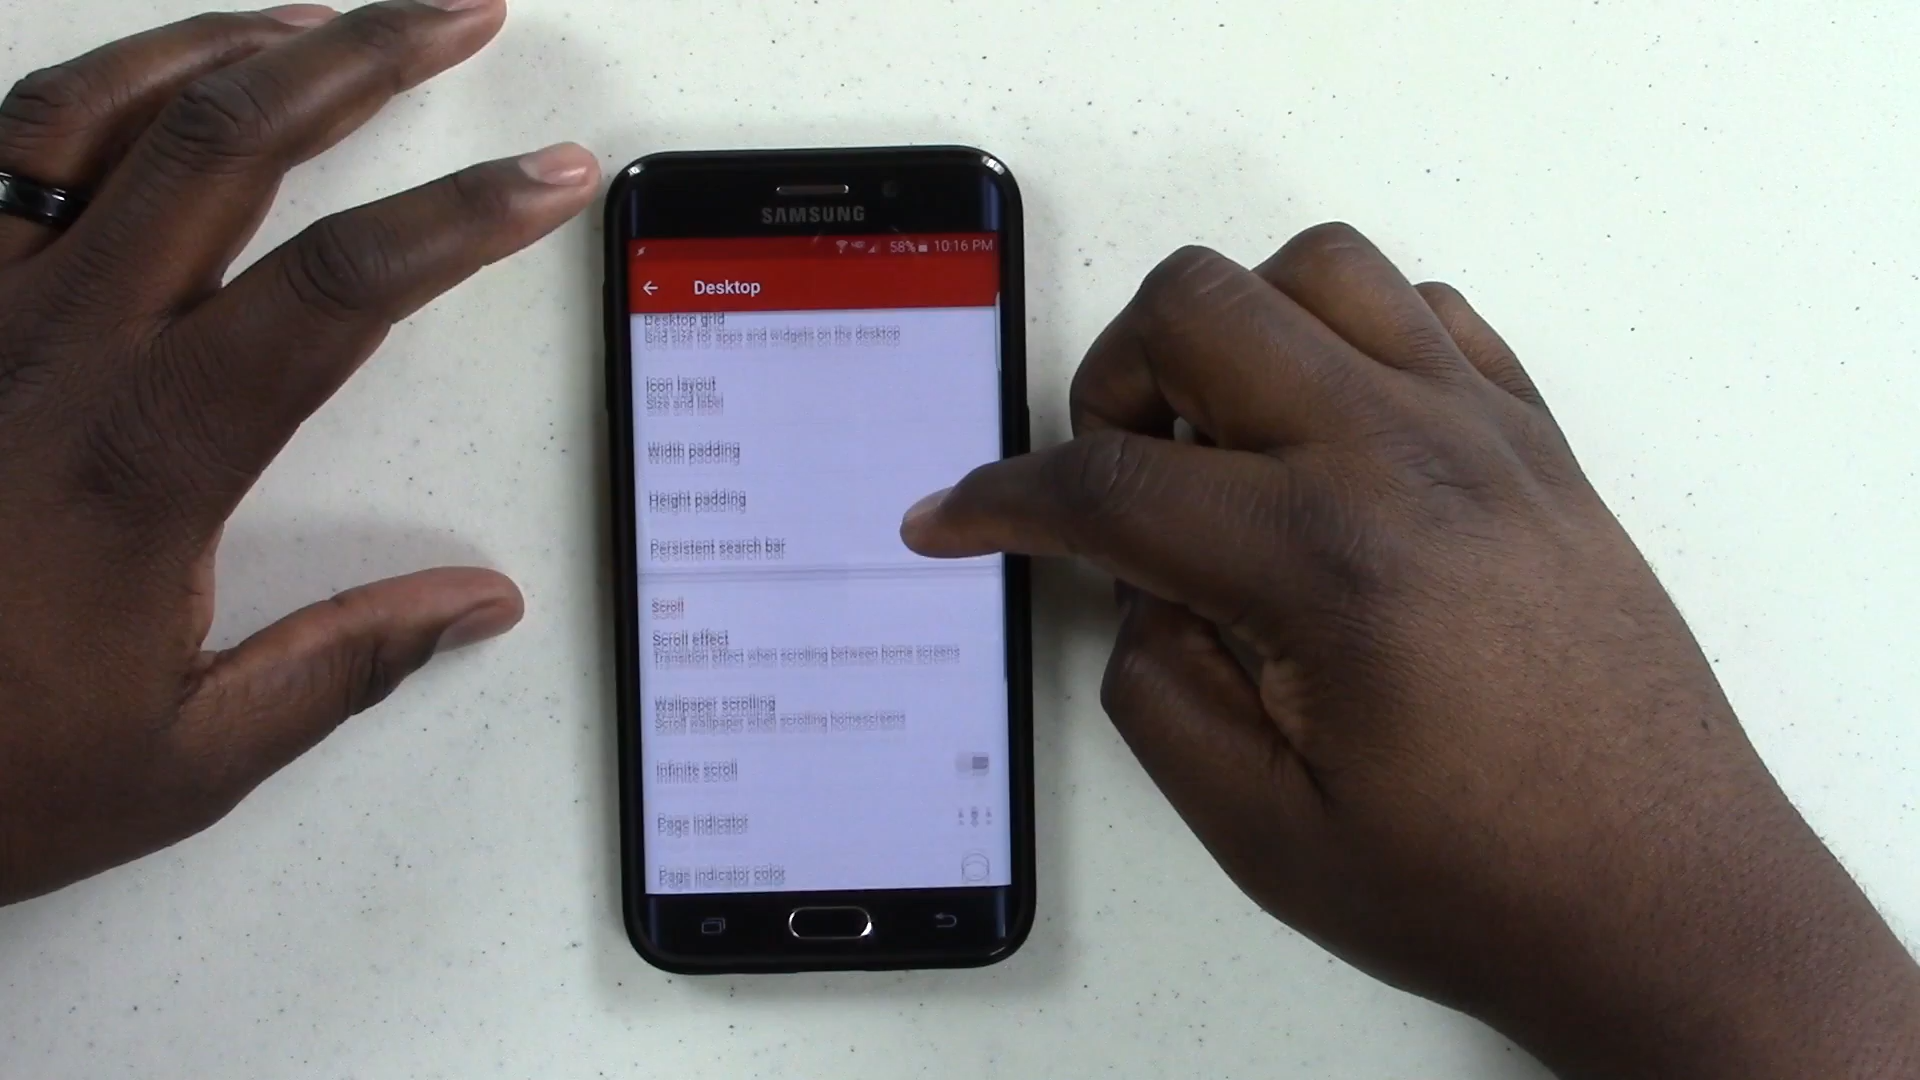 SAMSUNG
58% 10:16 PM
Desktop
Desktop grid
Grid size for apps and widgets on the desktop
Icon layout
Size and label
Width padding
Height padding
Persistent search bar
Scroll
Scroll effect
Transition effect when scrolling between home screens
Wallpaper scrolling
Scroll wallpaper when scrolling homescreens
Infinite scroll
Page indicator
Page indicator color